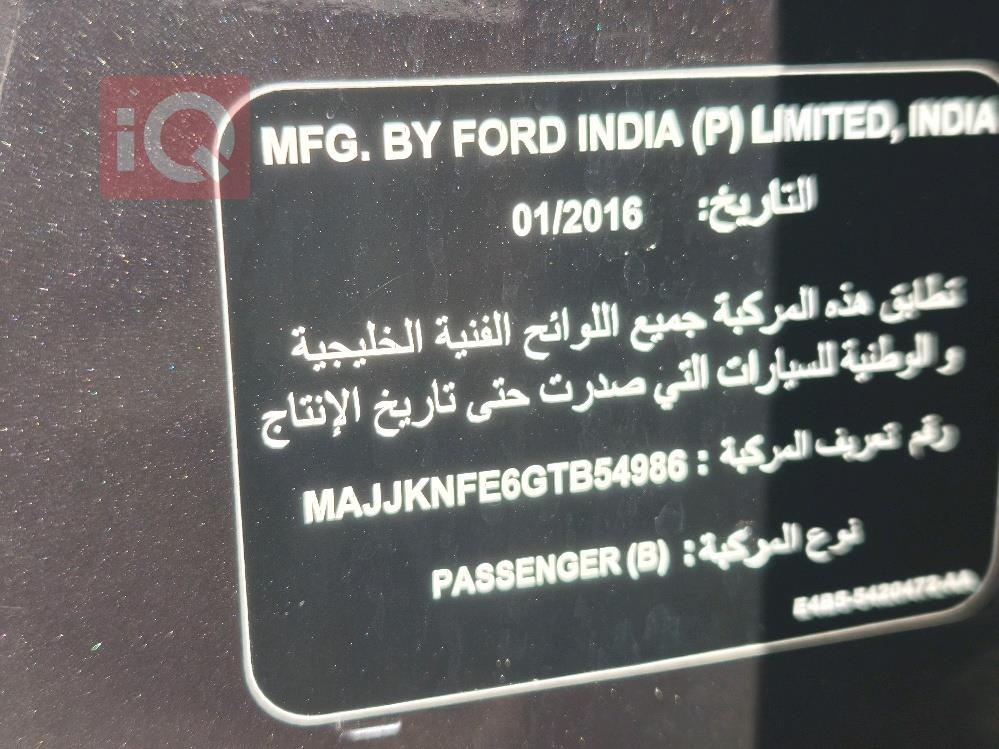 iQ
MFG. BY FORD INDIA (P) LIMITED, INDIA
التاريخ: 01/2016
تطابق هذه المركبة جميع اللوائح الفنية الخليجية
والوطنية للسيارات التي صدرت حتى تاريخ الإنتاج
رقم تعريف المركبة : MAJJKNFE6GTB54986
نوع المركبة: PASSENGER (B)